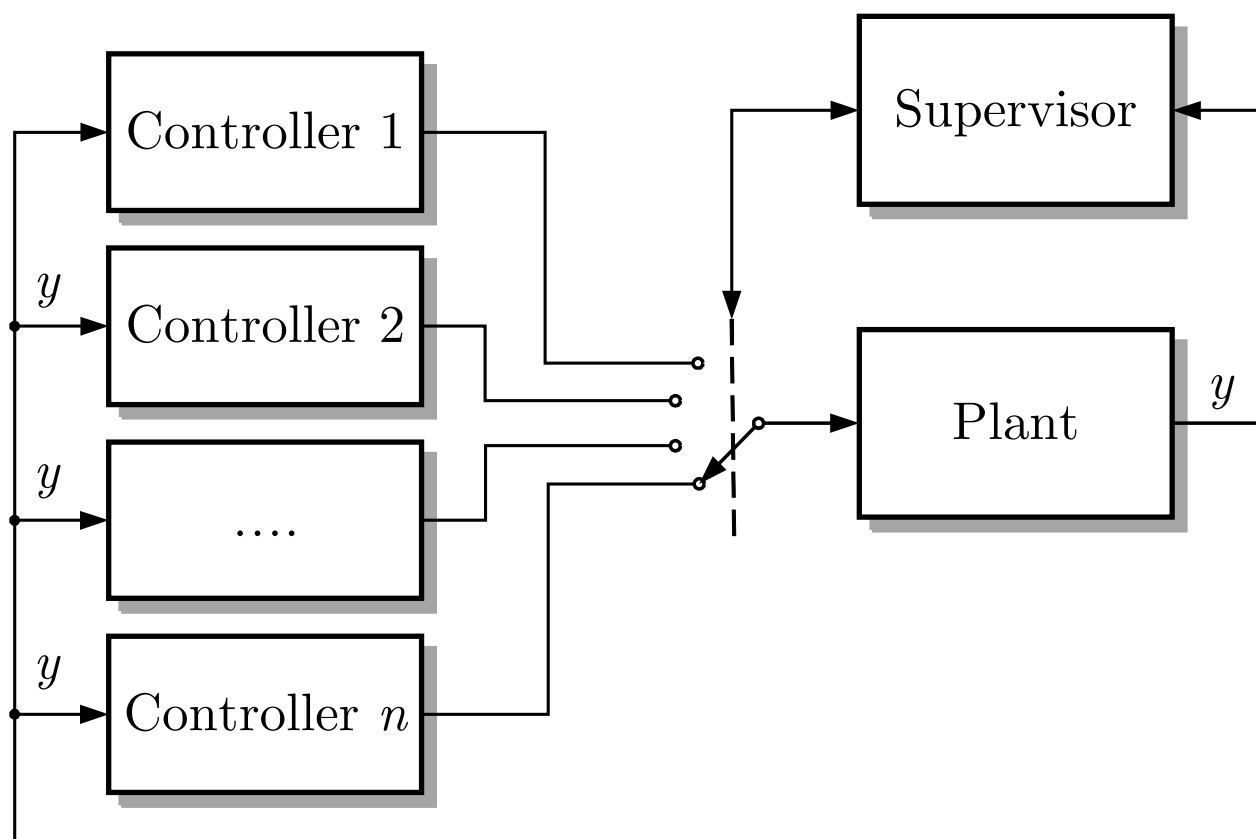 Controller 1
Supervisor
y
Controller 2
y
Plant
y
....
y
Controller n